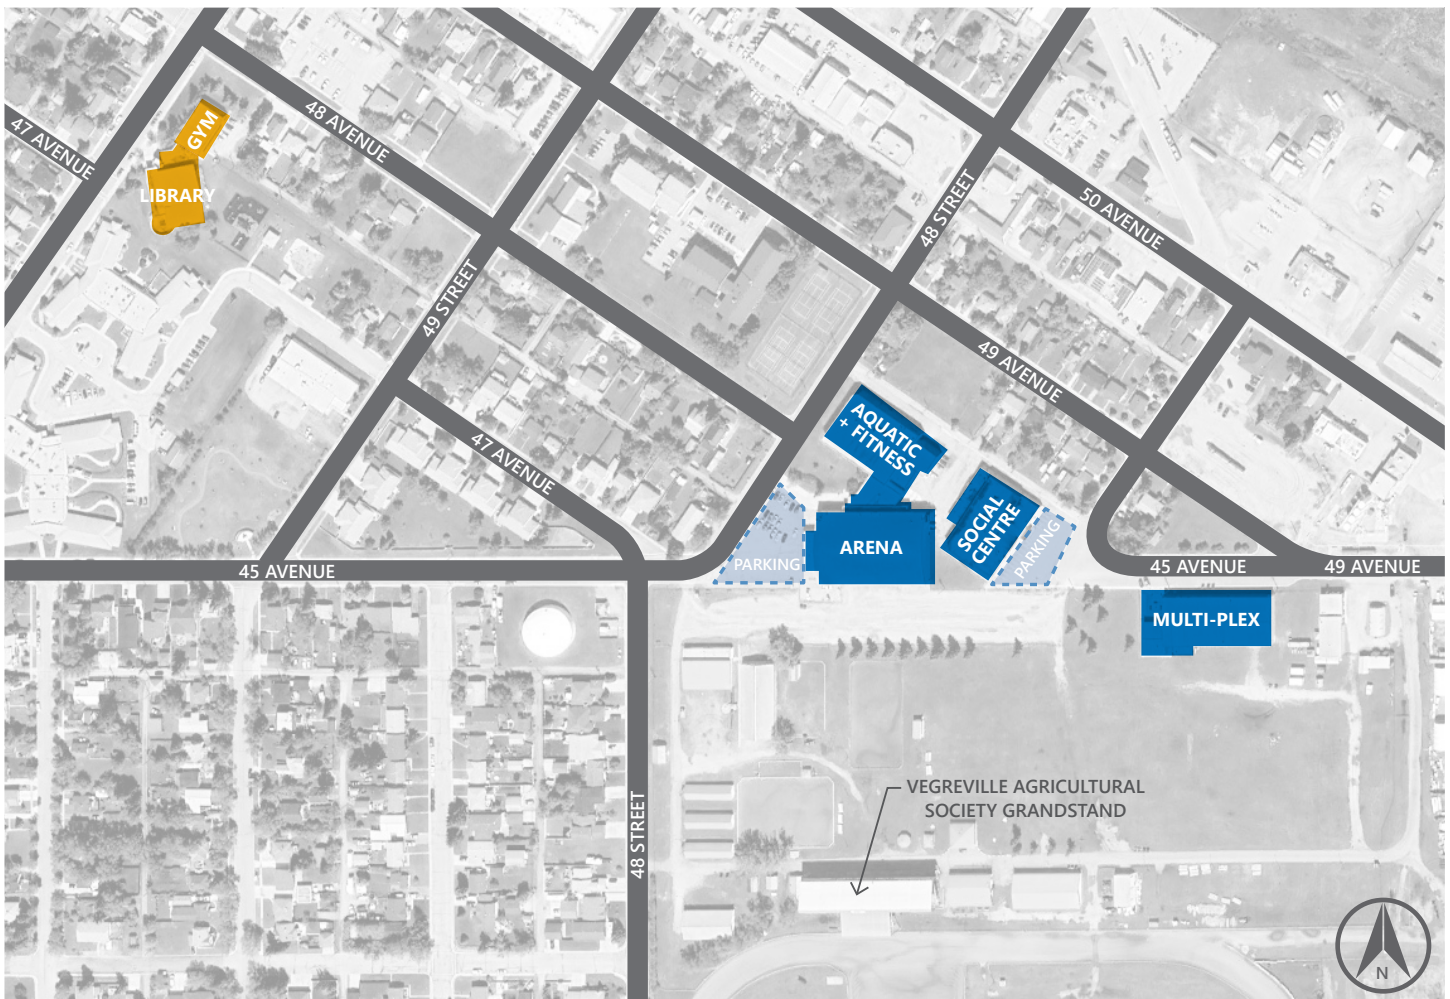 47 AVENUE
GYM
LIBRARY
48 AVENUE
49 STREET
48 STREET
50 AVENUE
49 AVENUE
47 AVENUE
AQUATIC
+ FITNESS
SOCIAL
CENTRE
PARKING
PARKING
ARENA
45 AVENUE
45 AVENUE
49 AVENUE
MULTI-PLEX
48 STREET
VEGREVILLE AGRICULTURAL
SOCIETY GRANDSTAND
N